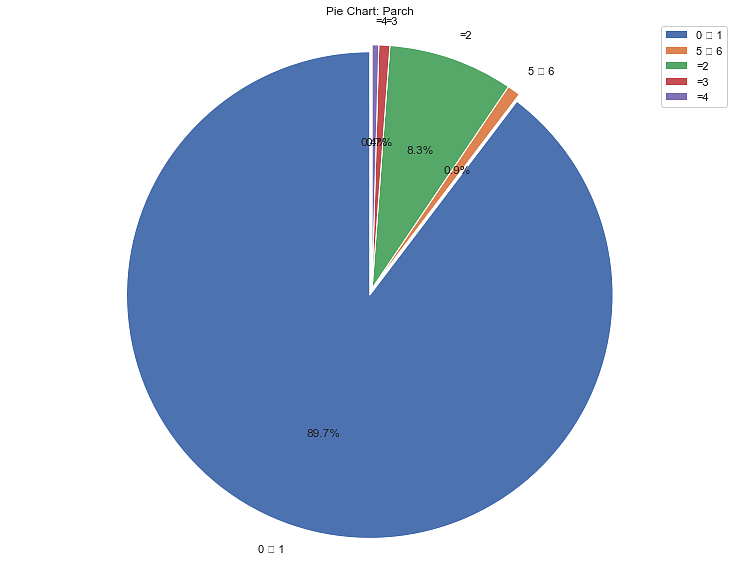 Pie Chart: Parch
=4
=3
=2
5 □ 6
0 □ 1
8.3%
0.9%
89.7%
0 □ 1
5 □ 6
=2
=3
=4